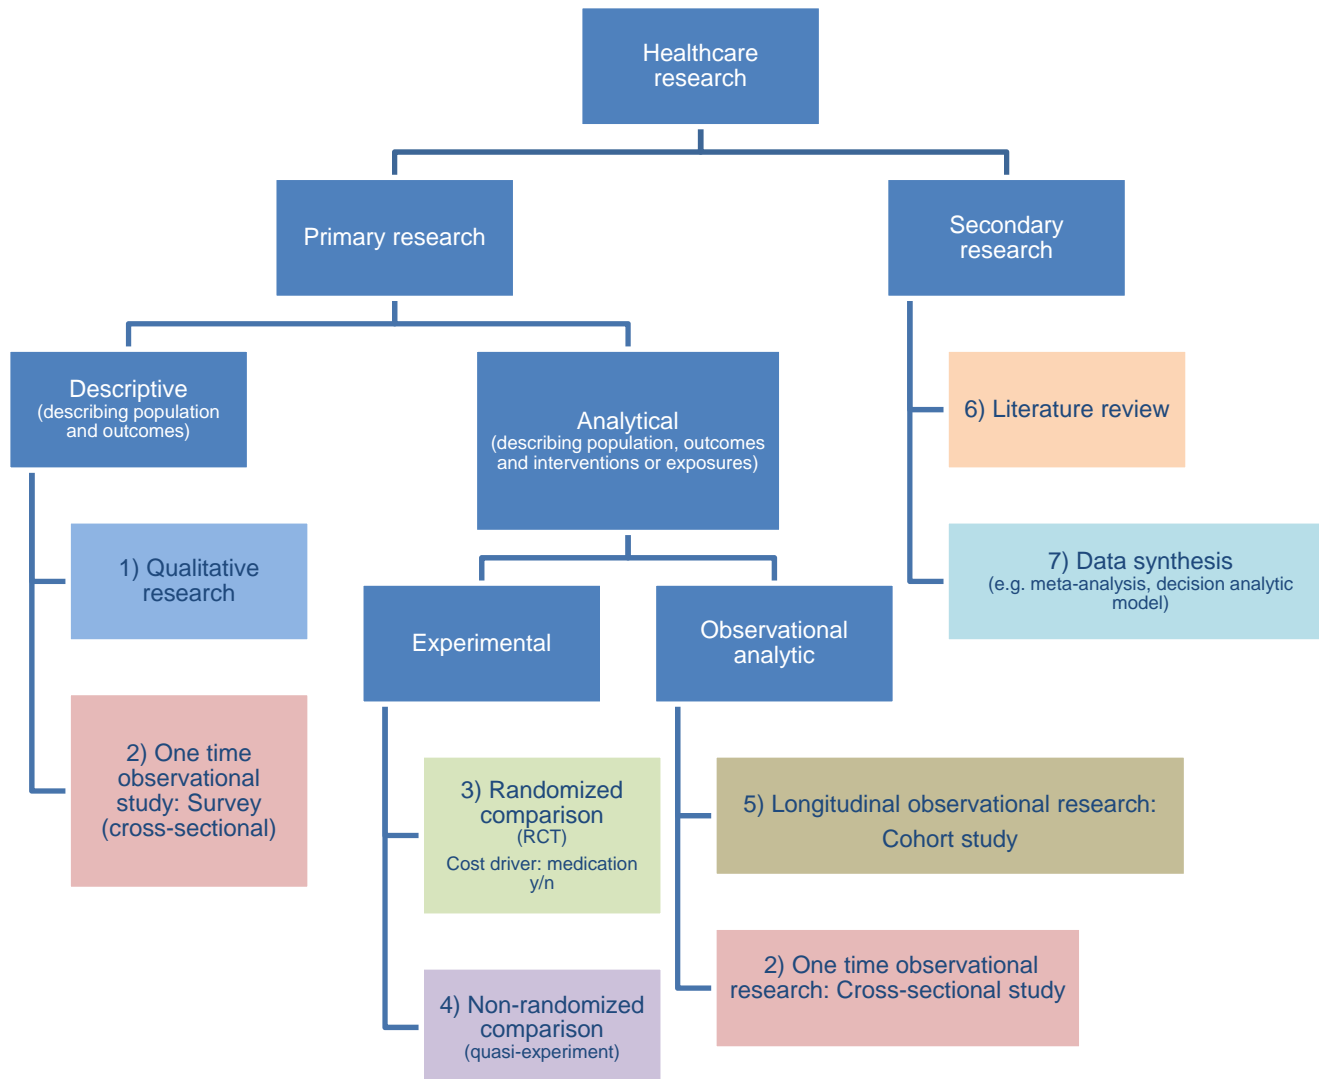 Healthcare
research
Primary research
Secondary
research
Descriptive
(describing population
and outcomes)
Analytical
(describing population, outcomes
and interventions or exposures)
6) Literature review
1) Qualitative
research
7) Data synthesis
(e.g. meta-analysis, decision analytic
model)
Experimental
Observational
analytic
2) One time
observational
study: Survey
(cross-sectional)
3) Randomized
comparison
(RCT)
Cost driver: medication
y/n
5) Longitudinal observational research:
Cohort study
4) Non-randomized
comparison
(quasi-experiment)
2) One time observational
research: Cross-sectional study